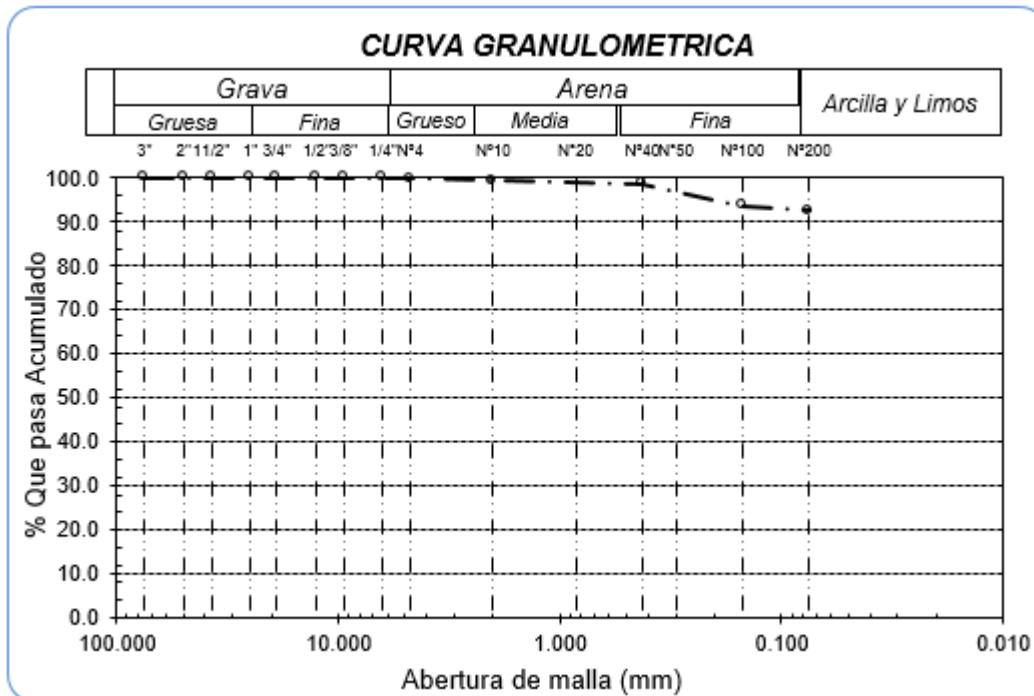 CURVA GRANULOMETRICA
Grava Arena Arcilla y Limos
Gruesa Fina Grueso Media Fina
3" 2" 11/2" 1" 3/4" 1/2" 3/8" 1/4" Nº4 Nº10 Nº20 Nº40 Nº50 Nº100 Nº200
% Que pasa Acumulado
100.0
90.0
80.0
70.0
60.0
50.0
40.0
30.0
20.0
10.0
0.0
100.000 10.000 1.000 0.100 0.010
Abertura de malla (mm)